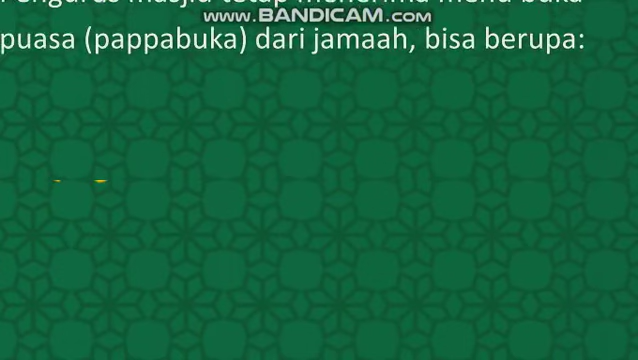 Pengurus masjid tetap menerima menu buka
www.BANDICAM.com
puasa (pappabuka) dari jamaah, bisa berupa: